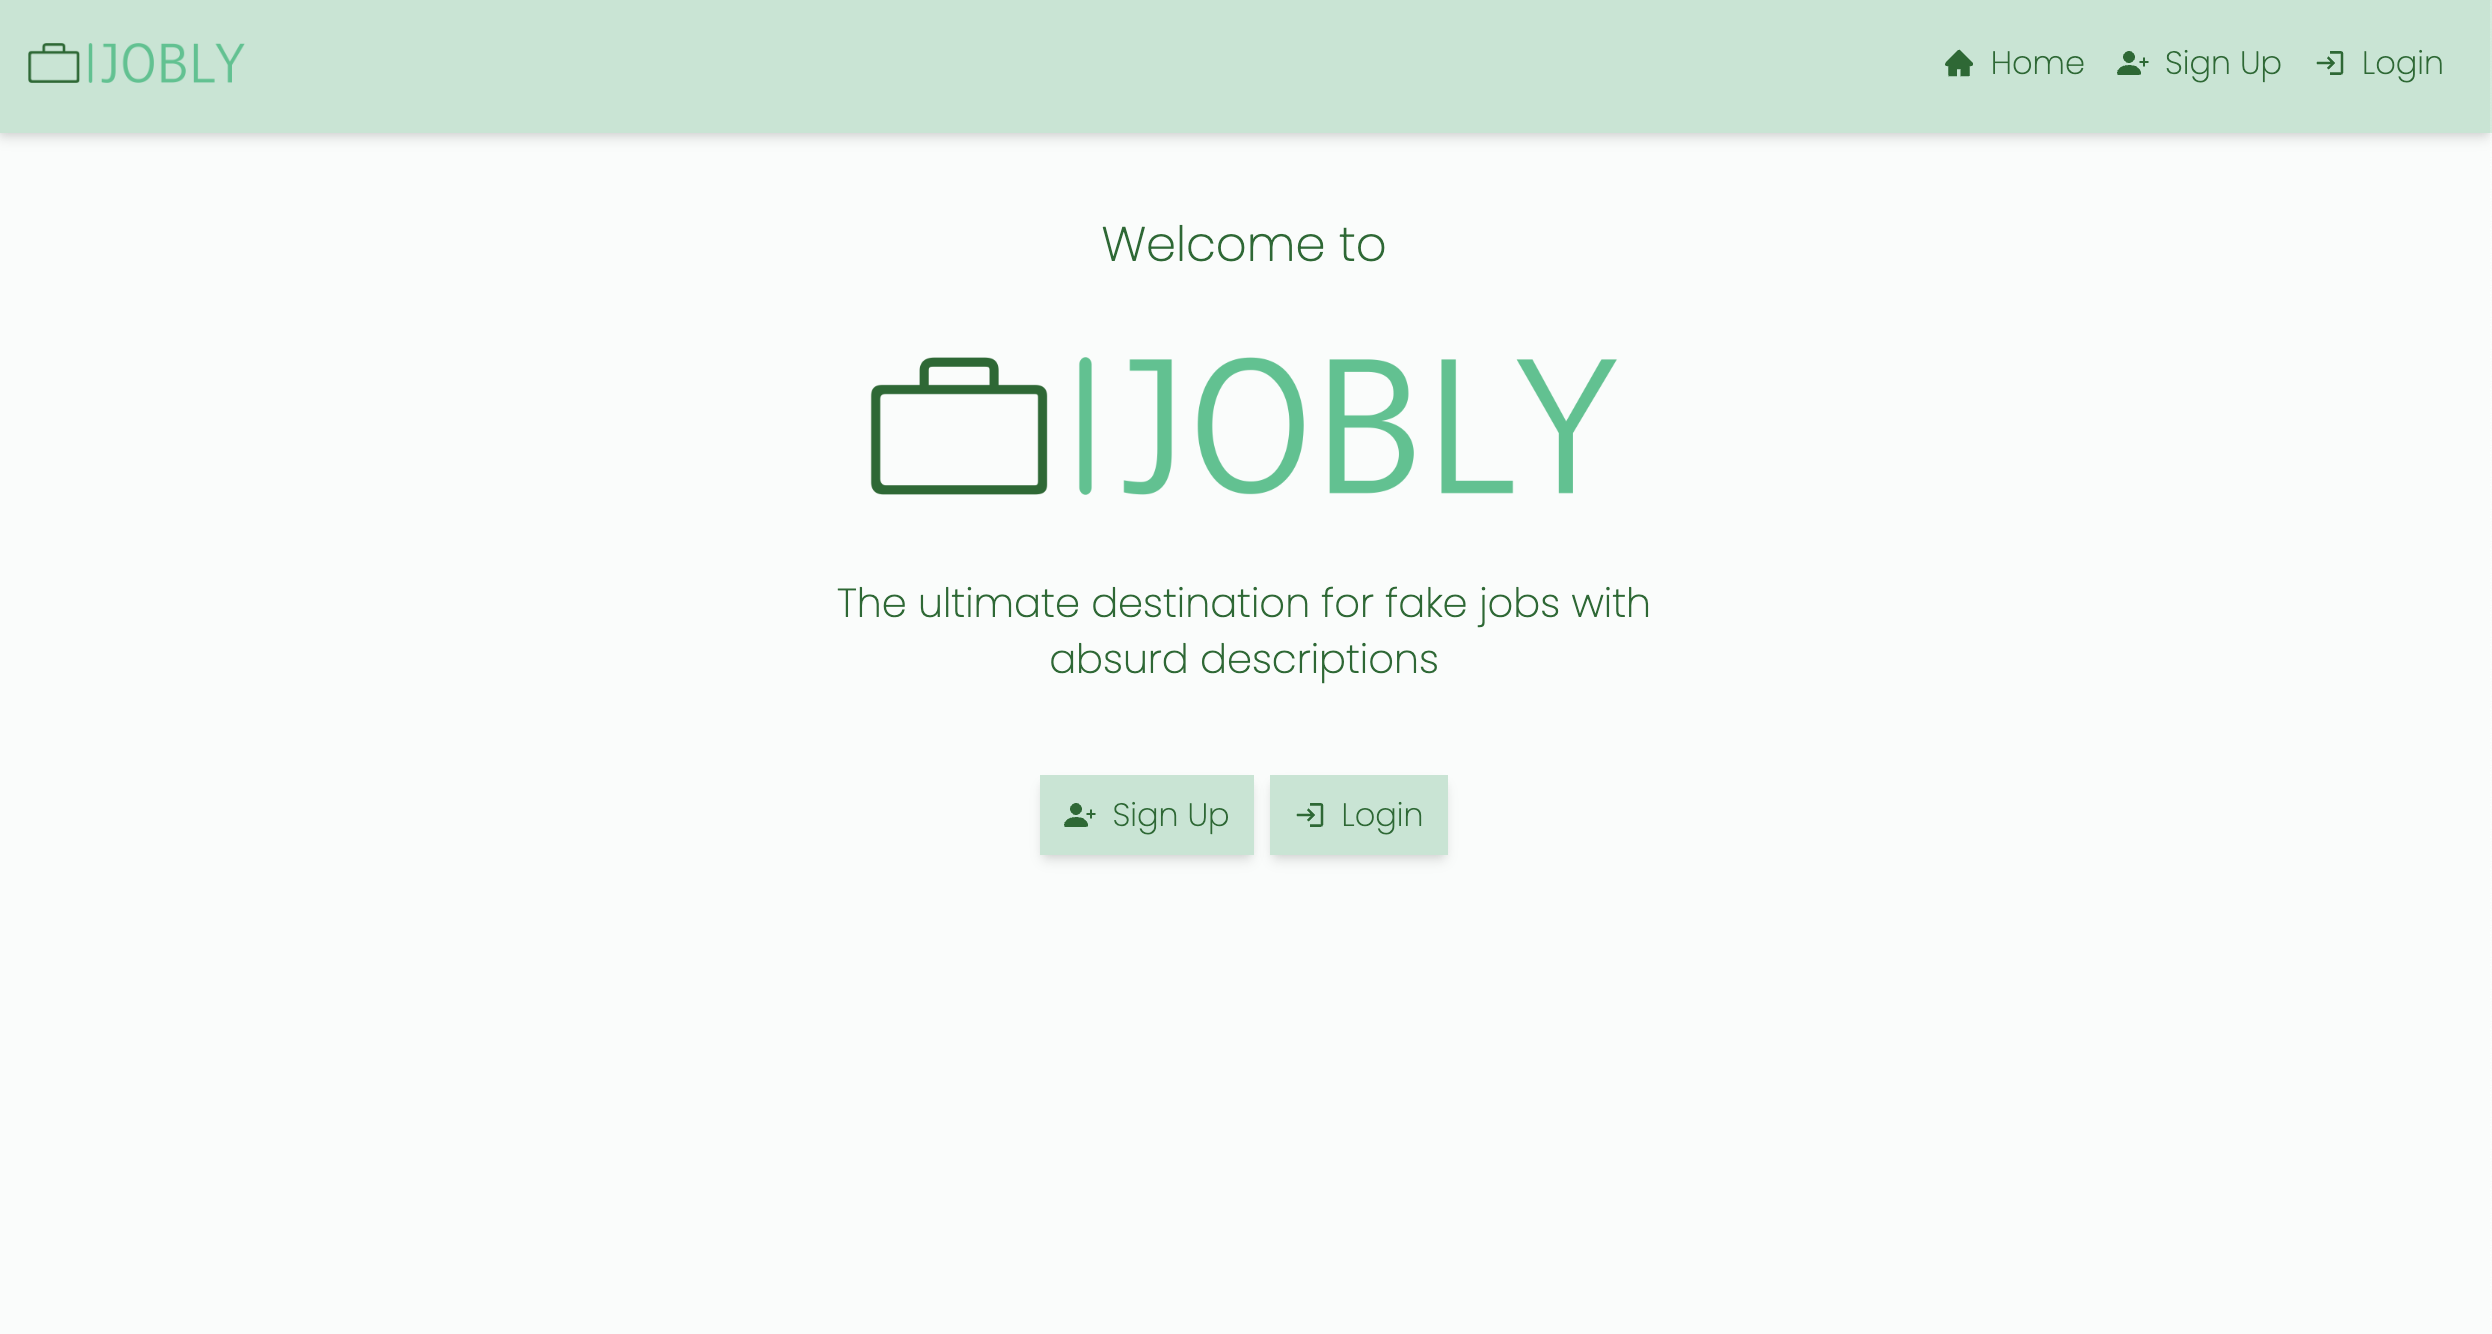 JOBLY
Home Sign Up Login
Welcome to
JOBLY
The ultimate destination for fake jobs with
absurd descriptions
Sign Up Login